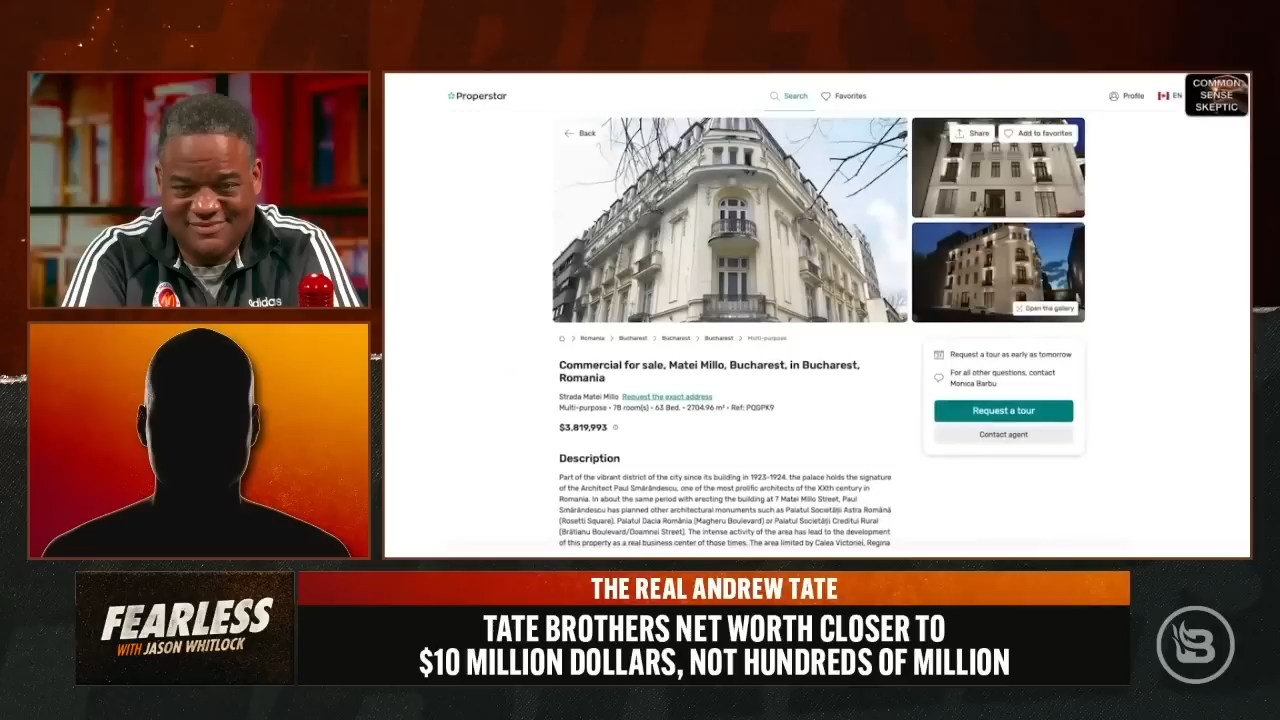 Properstar
Search
Favorites
Profile
EN
COMMON
SENSE
SKEPTIC
Back
Share
Add to favorites
Open the gallery
Romania > Bucharest > Bucharest > Bucharest > Multi-purpose
Commercial for sale, Matei Millo, Bucharest, in Bucharest,
Romania
Strada Matei Millo Request the exact address
Multi-purpose • 78 room(s) • 63 Bed. • 2704.96 m² • Ref: PQGPK9
$3,819,993
Description
Part of the vibrant district of the city since its building in 1923-1924, the palace holds the signature
of the Architect Paul Smărăndescu, one of the most prolific architects of the XXth century in
Romania. In about the same period with erecting the building at 7 Matei Millo Street, Paul
Smărăndescu has planned other architectural monuments such as Palatul Societății Astra Română
(Rosetti Square), Palatul Dacia România (Magheru Boulevard) or Palatul Societății Creditul Rural
(Brătianu Boulevard/Doamnei Street). The intense activity of the area has lead to the development
of this property as a real business center of those times. The area limited by Calea Victoriei, Regina
Request a tour as early as tomorrow
For all other questions, contact
Monica Barbu
Request a tour
Contact agent
adidas
FEARLESS
WITH JASON WHITLOCK
THE REAL ANDREW TATE
TATE BROTHERS NET WORTH CLOSER TO
$10 MILLION DOLLARS, NOT HUNDREDS OF MILLION
B